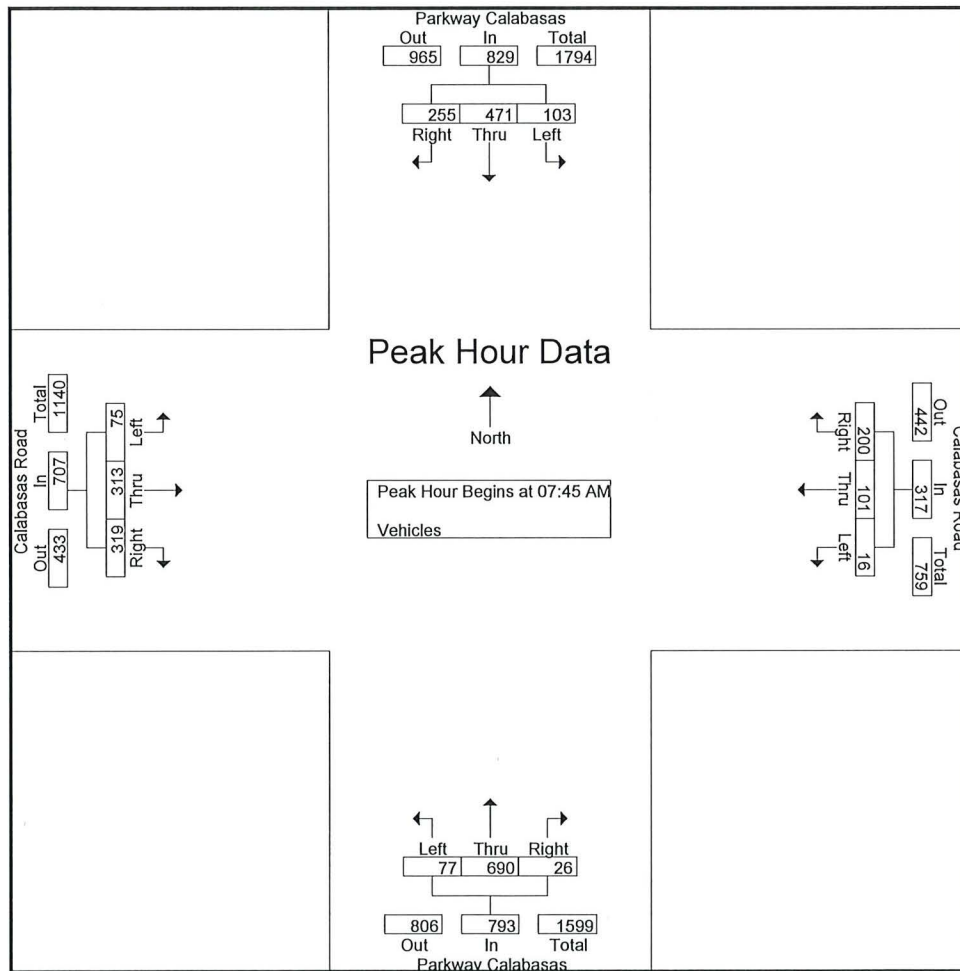 Parkway Calabasas
Out In Total
965 829 1794
255 471 103
Right Thru Left
Peak Hour Data
North
Peak Hour Begins at 07:45 AM
Vehicles
Calabasas Road
Total In Out
1140 707 433
75 313 319
Left Thru Right
Calabasas Road
Out In Total
442 317 759
200 101 16
Right Thru Left
Left Thru Right
77 690 26
806 793 1599
Out In Total
Parkway Calabasas